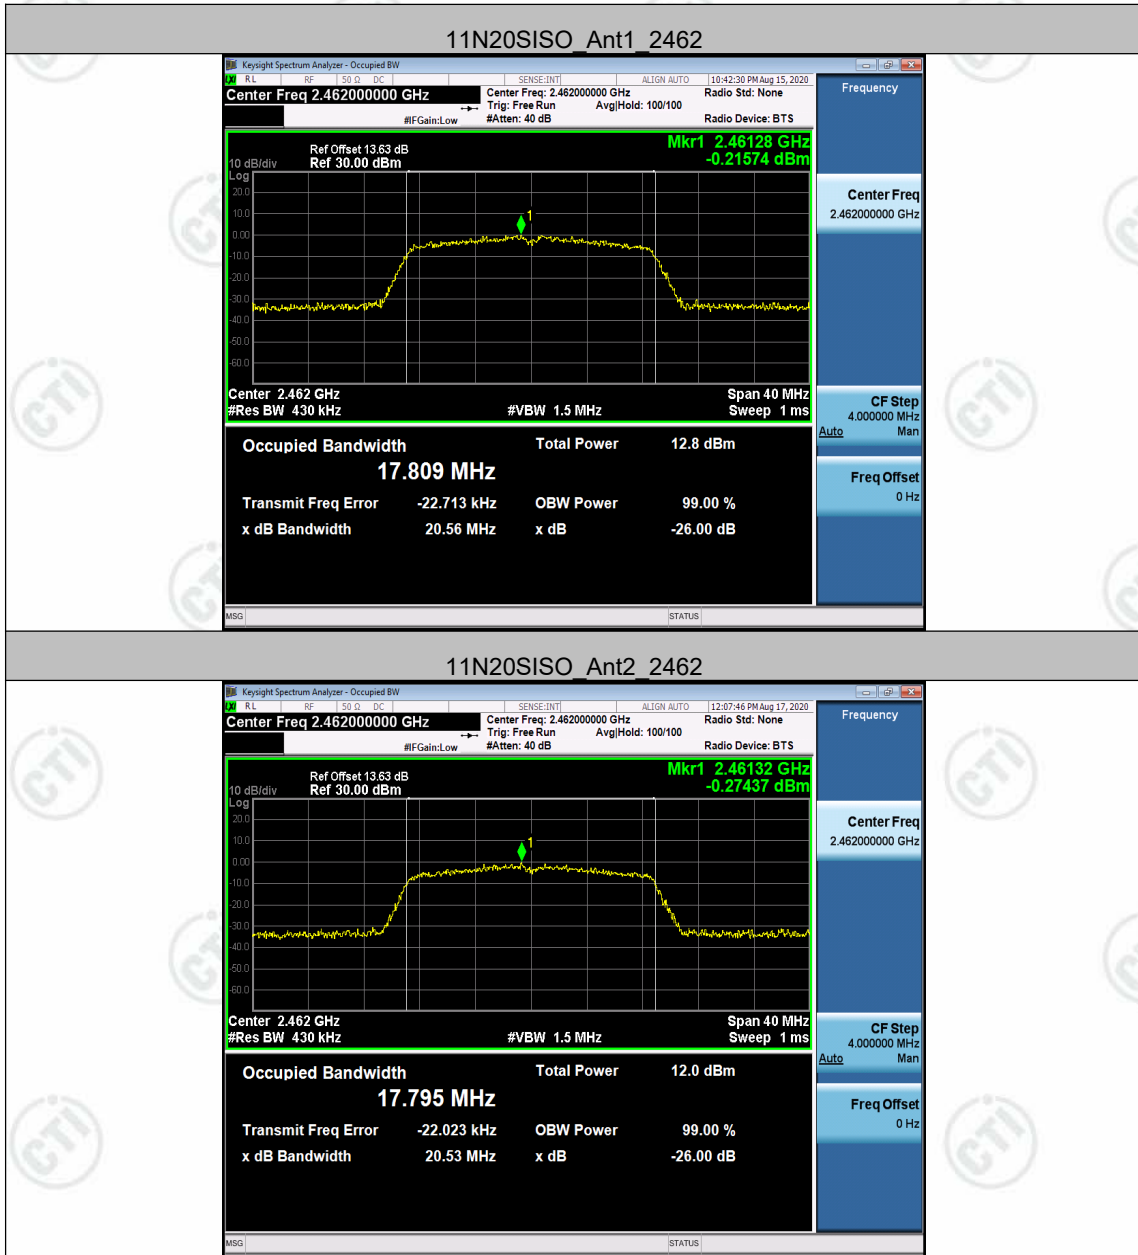 11N20SISO_Ant1_2462
Keysight Spectrum Analyzer - Occupied BW
LXI RL RF 50 Ω DC SENSE:INT ALIGN AUTO 10:42:30 PM Aug 15, 2020
Center Freq 2.462000000 GHz Center Freq: 2.462000000 GHz Radio Std: None
Trig: Free Run Avg|Hold: 100/100
#IFGain:Low #Atten: 40 dB Radio Device: BTS
Frequency
Mkr1 2.46128 GHz
Ref Offset 13.63 dB
-0.21574 dBm
10 dB/div Ref 30.00 dBm
Log
20.0
10.0
0.00
-10.0
-20.0
-30.0
-40.0
-50.0
-60.0
1
Center 2.462 GHz Span 40 MHz
#Res BW 430 kHz #VBW 1.5 MHz Sweep 1 ms
Center Freq
2.462000000 GHz
CF Step
4.000000 MHz
Auto Man
Freq Offset
0 Hz
Occupied Bandwidth Total Power 12.8 dBm
17.809 MHz
Transmit Freq Error -22.713 kHz OBW Power 99.00 %
x dB Bandwidth 20.56 MHz x dB -26.00 dB
MSG STATUS
11N20SISO_Ant2_2462
Keysight Spectrum Analyzer - Occupied BW
LXI RL RF 50 Ω DC SENSE:INT ALIGN AUTO 12:07:46 PM Aug 17, 2020
Center Freq 2.462000000 GHz Center Freq: 2.462000000 GHz Radio Std: None
Trig: Free Run Avg|Hold: 100/100
#IFGain:Low #Atten: 40 dB Radio Device: BTS
Frequency
Mkr1 2.46132 GHz
Ref Offset 13.63 dB
-0.27437 dBm
10 dB/div Ref 30.00 dBm
Log
20.0
10.0
0.00
-10.0
-20.0
-30.0
-40.0
-50.0
-60.0
1
Center 2.462 GHz Span 40 MHz
#Res BW 430 kHz #VBW 1.5 MHz Sweep 1 ms
Center Freq
2.462000000 GHz
CF Step
4.000000 MHz
Auto Man
Freq Offset
0 Hz
Occupied Bandwidth Total Power 12.0 dBm
17.795 MHz
Transmit Freq Error -22.023 kHz OBW Power 99.00 %
x dB Bandwidth 20.53 MHz x dB -26.00 dB
MSG STATUS
CTI
CTI
CTI
CTI
CTI
CTI
CTI
CTI
CTI
CTI
CTI
CTI